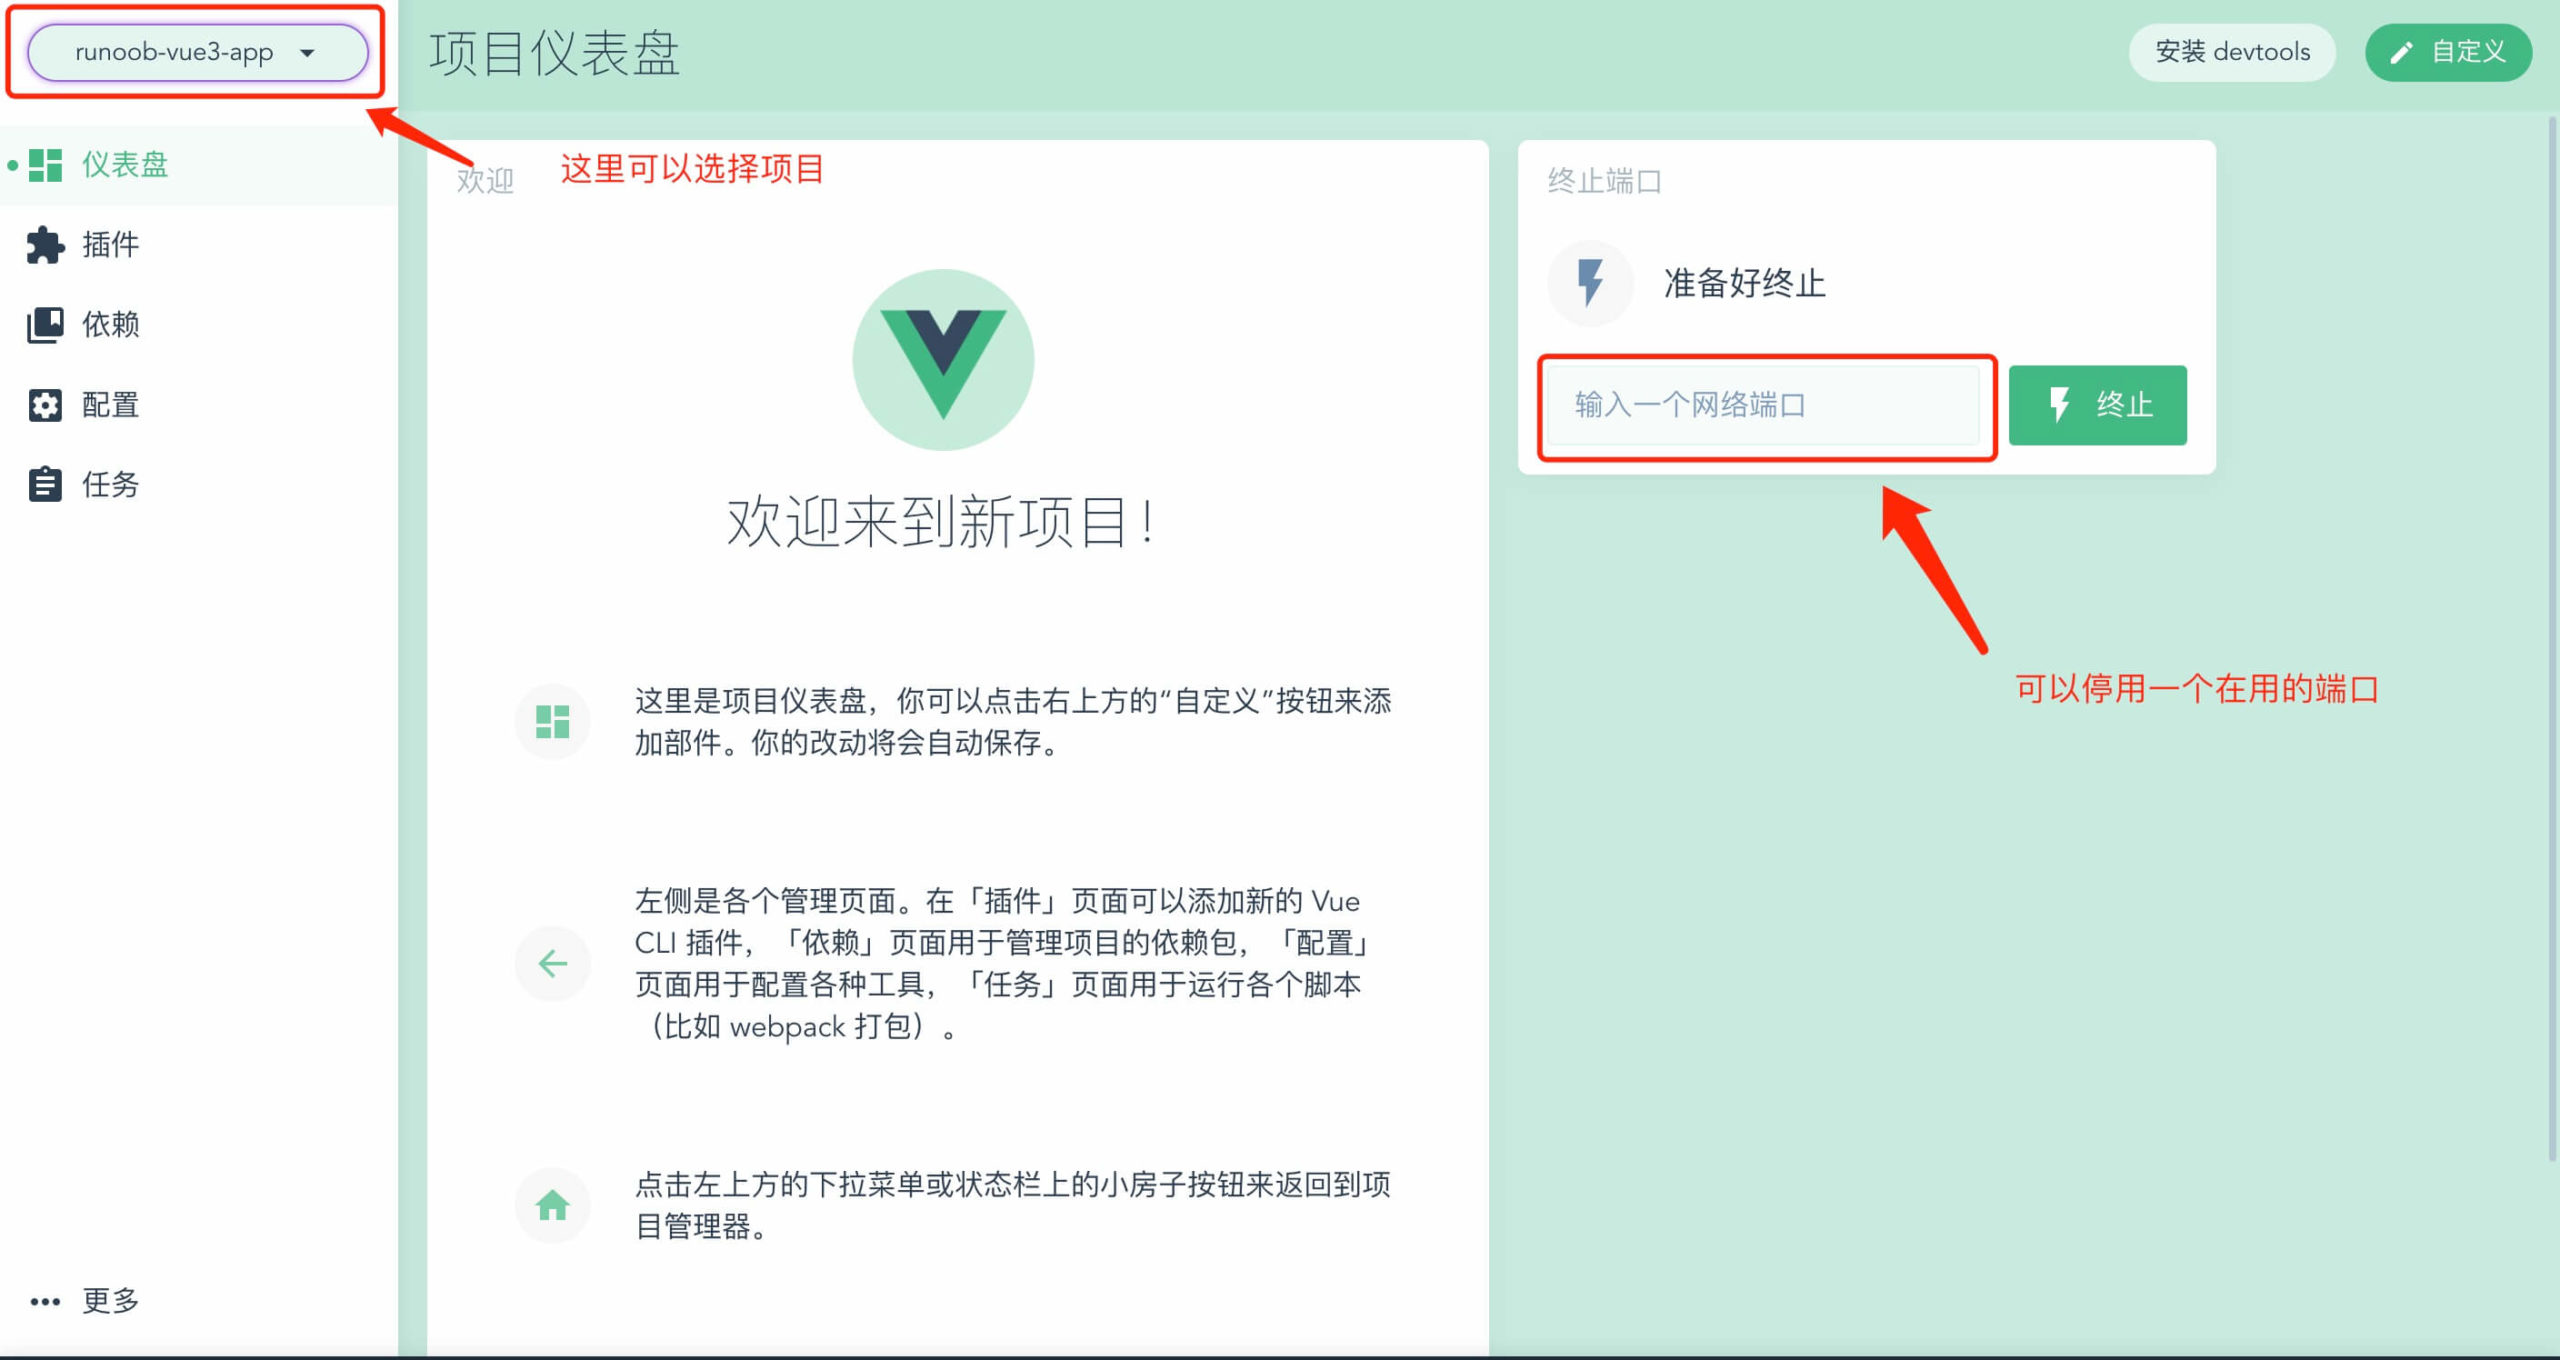 runoob-vue3-app
仪表盘
插件
依赖
配置
任务
更多
项目仪表盘
安装 devtools
自定义
欢迎
这里可以选择项目
欢迎来到新项目！
这里是项目仪表盘，你可以点击右上方的“自定义”按钮来添
加部件。你的改动将会自动保存。
左侧是各个管理页面。在「插件」页面可以添加新的 Vue
CLI 插件，「依赖」页面用于管理项目的依赖包，「配置」
页面用于配置各种工具，「任务」页面用于运行各个脚本
（比如 webpack 打包）。
点击左上方的下拉菜单或状态栏上的小房子按钮来返回到项
目管理器。
终止端口
准备好终止
输入一个网络端口
终止
可以停用一个在用的端口